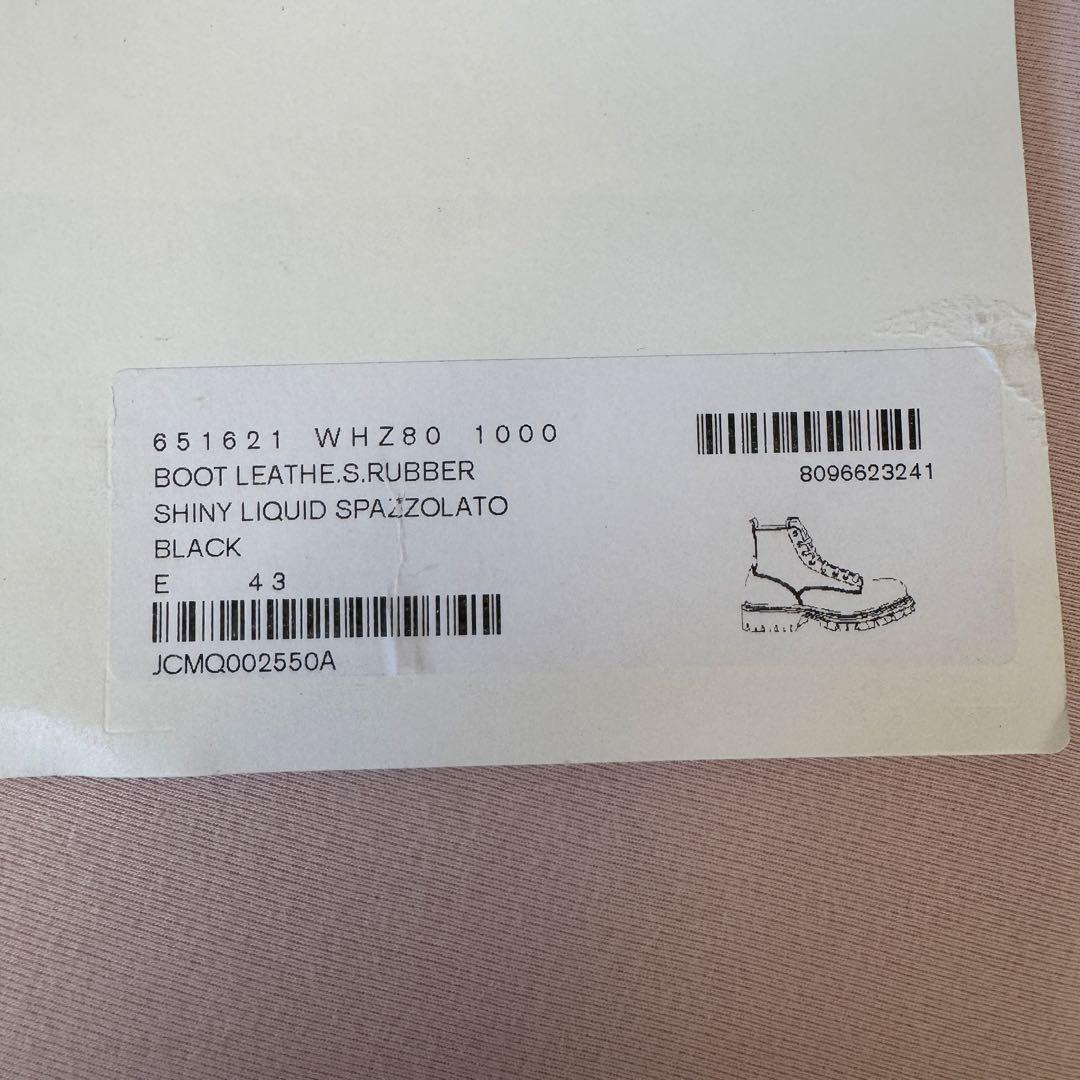 651621 WHZ80 1000
BOOT LEATHE.S.RUBBER
SHINY LIQUID SPAZZOLATO
BLACK
E 43
JCMQ002550A
8096623241